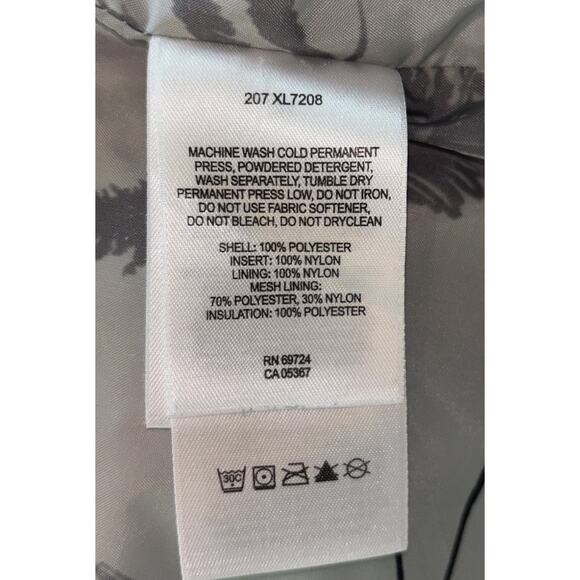 207 XL7208
MACHINE WASH COLD PERMANENT
PRESS, POWDERED DETERGENT,
WASH SEPARATELY, TUMBLE DRY
PERMANENT PRESS LOW, DO NOT IRON,
DO NOT USE FABRIC SOFTENER,
DO NOT BLEACH, DO NOT DRYCLEAN
SHELL: 100% POLYESTER
INSERT: 100% NYLON
LINING: 100% NYLON
MESH LINING:
70% POLYESTER, 30% NYLON
INSULATION: 100% POLYESTER
RN 69724
CA 05367
30C